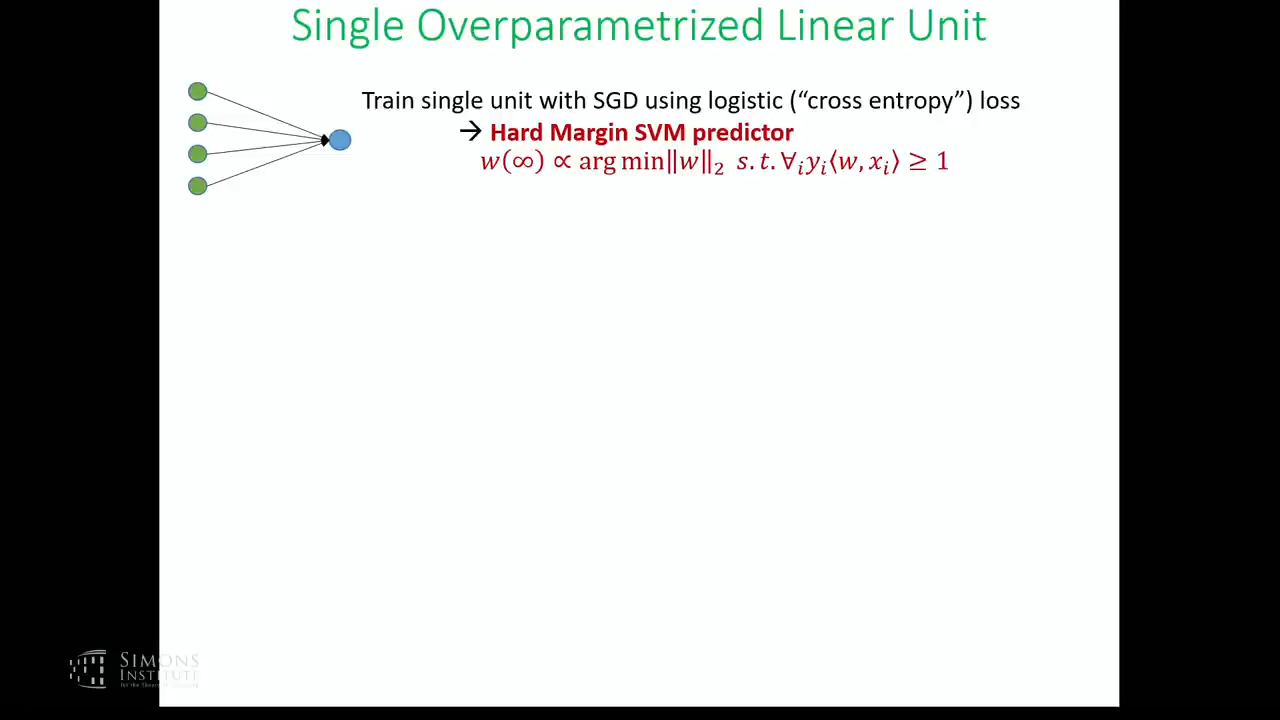 Single Overparametrized Linear Unit
Train single unit with SGD using logistic (“cross entropy”) loss
→ Hard Margin SVM predictor
w(∞) ∝ arg min‖w‖₂ s.t. ∀ᵢyᵢ⟨w, xᵢ⟩ ≥ 1
SIMONS
INSTITUTE